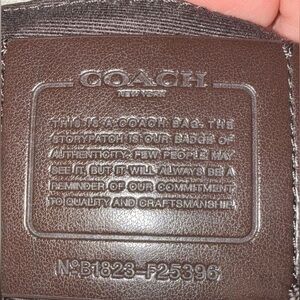 COACH
NEW YORK
THIS IS A COACH BAG. THE
STORYPATCH IS OUR BADGE OF
AUTHENTICITY. FEW PEOPLE MAY
SEE IT, BUT IT WILL ALWAYS BE A
REMINDER OF OUR COMMITMENT
TO QUALITY AND CRAFTSMANSHIP.
Nº B1823-F25396